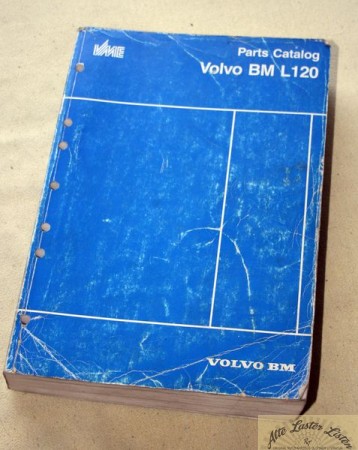 VME
Parts Catalog
Volvo BM L120
VOLVO BM
Alte Laster Listen